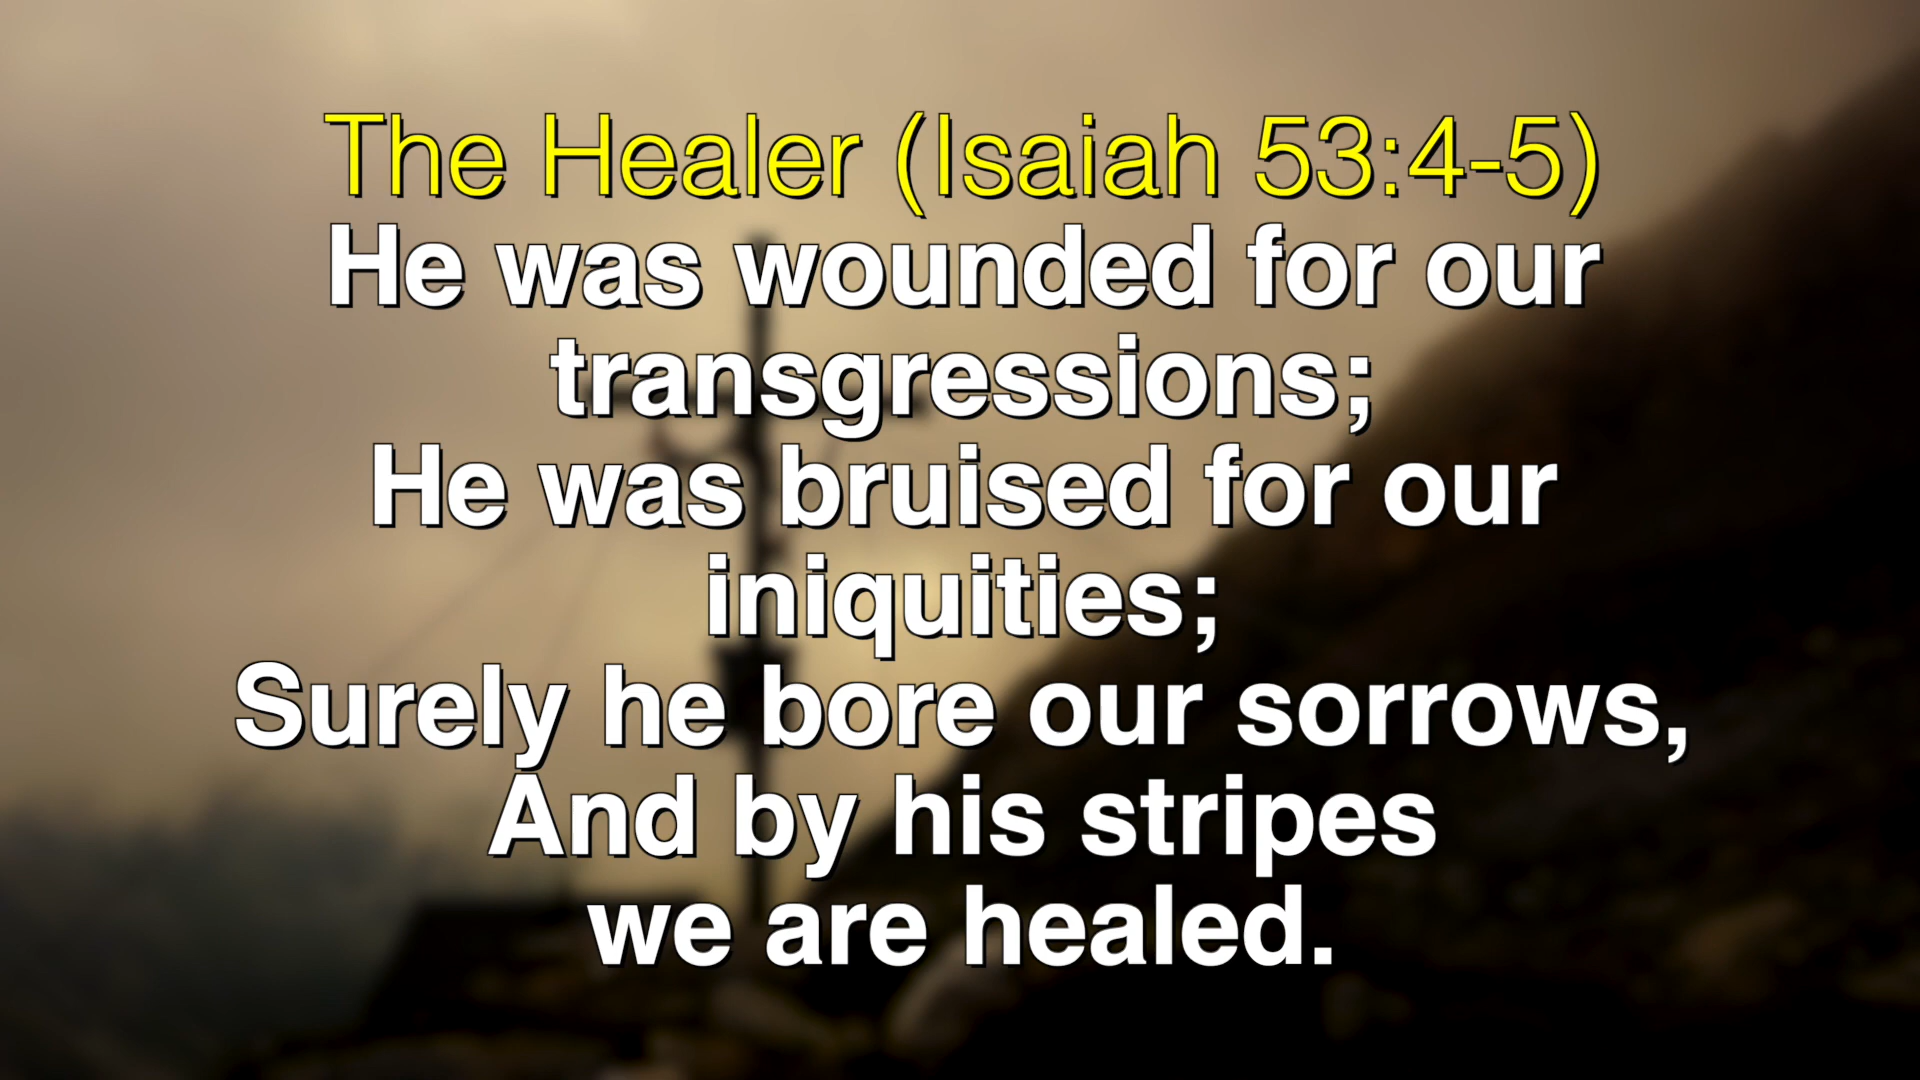 The Healer (Isaiah 53:4-5)
He was wounded for our
transgressions;
He was bruised for our
iniquities;
Surely he bore our sorrows,
And by his stripes
we are healed.